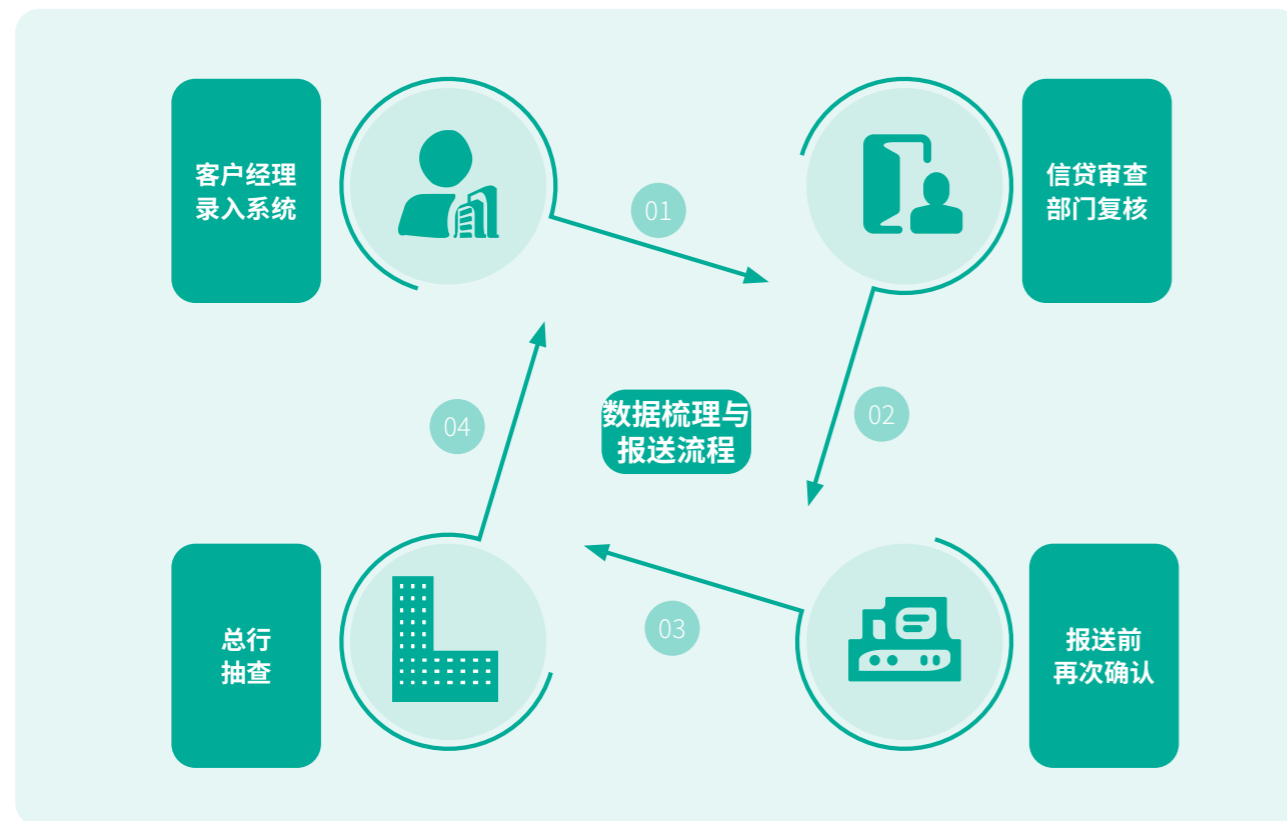 客户经理
录入系统
01
信贷审查
部门复核
02
数据梳理与
报送流程
04
03
总行
抽查
报送前
再次确认